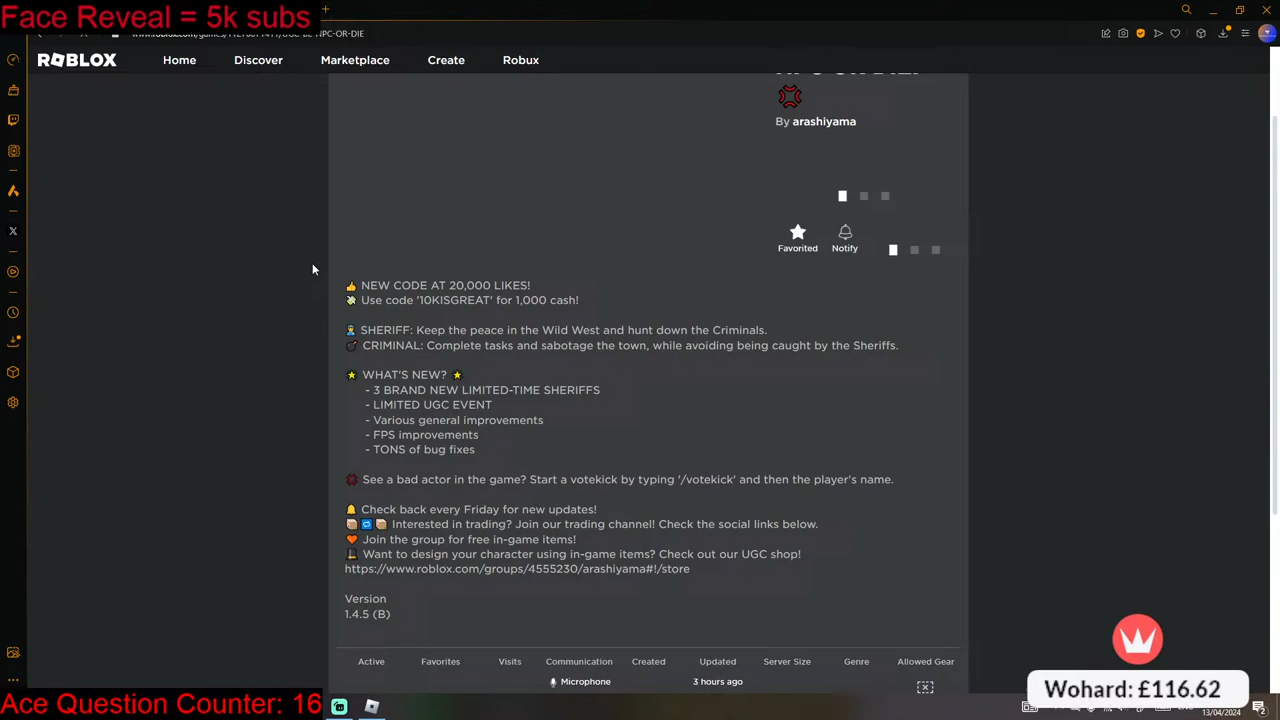 Face Reveal = 5k subs
ROBLOX
Home
Discover
Marketplace
Create
Robux
By arashiyama
Favorited
Notify
NEW CODE AT 20,000 LIKES!
Use code '10KISGREAT' for 1,000 cash!
SHERIFF: Keep the peace in the Wild West and hunt down the Criminals.
CRIMINAL: Complete tasks and sabotage the town, while avoiding being caught by the Sheriffs.
WHAT'S NEW?
- 3 BRAND NEW LIMITED-TIME SHERIFFS
- LIMITED UGC EVENT
- Various general improvements
- FPS improvements
- TONS of bug fixes
See a bad actor in the game? Start a votekick by typing '/votekick' and then the player's name.
Check back every Friday for new updates!
Interested in trading? Join our trading channel! Check the social links below.
Join the group for free in-game items!
Want to design your character using in-game items? Check out our UGC shop!
https://www.roblox.com/groups/4555230/arashiyama#!/store
Version
1.4.5 (B)
Active
Favorites
Visits
Communication
Created
Updated
Server Size
Genre
Allowed Gear
Microphone
3 hours ago
Wohard: £116.62
Ace Question Counter: 16
13/04/2024